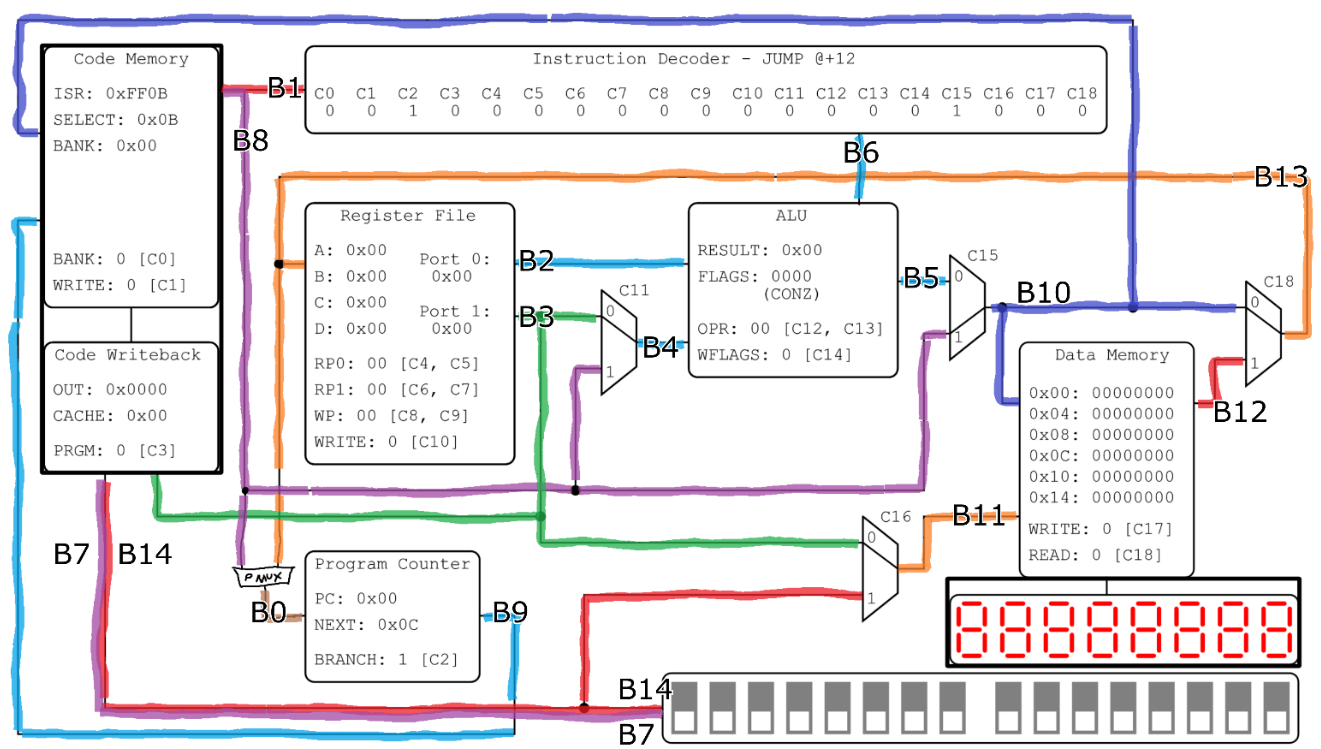 Code Memory
ISR: 0xFF0B
SELECT: 0x0B
BANK: 0x00
BANK: 0 [C0]
WRITE: 0 [C1]
Code Writeback
OUT: 0x0000
CACHE: 0x00
PRGM: 0 [C3]
B1
B8
Instruction Decoder - JUMP @+12
C0 C1 C2 C3 C4 C5 C6 C7 C8 C9 C10 C11 C12 C13 C14 C15 C16 C17 C18
0 0 1 0 0 0 0 0 0 0 0 0 0 0 0 1 0 0 0
B6
B13
Register File
A: 0x00
B: 0x00
C: 0x00
D: 0x00
Port 0:
0x00
Port 1:
0x00
RP0: 00 [C4, C5]
RP1: 00 [C6, C7]
WP: 00 [C8, C9]
WRITE: 0 [C10]
B2
B3
C11
0
1
B4
ALU
RESULT: 0x00
FLAGS: 0000
(CONZ)
OPR: 00 [C12, C13]
WFLAGS: 0 [C14]
B5
C15
0
1
B10
C18
0
1
Data Memory
0x00: 00000000
0x04: 00000000
0x08: 00000000
0x0C: 00000000
0x10: 00000000
0x14: 00000000
WRITE: 0 [C17]
READ: 0 [C18]
B12
B11
C16
0
1
B7 B14
P MUX
B0
Program Counter
PC: 0x00
NEXT: 0x0C
BRANCH: 1 [C2]
B9
88888888
B14
B7